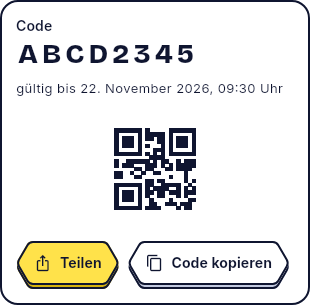 Code
ABCD2345
gültig bis 22. November 2026, 09:30 Uhr
Teilen
Code kopieren